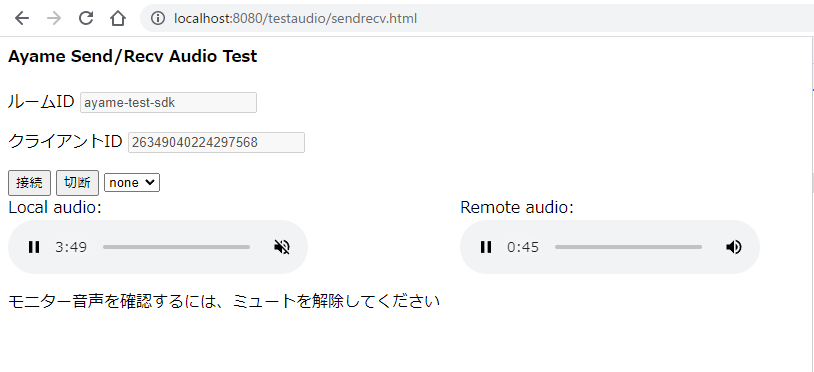 localhost:8080/testaudio/sendrecv.html
Ayame Send/Recv Audio Test
ルームID ayame-test-sdk
クライアントID 26349040224297568
接続 切断 none
Local audio: Remote audio:
3:49 0:45
モニター音声を確認するには、ミュートを解除してください